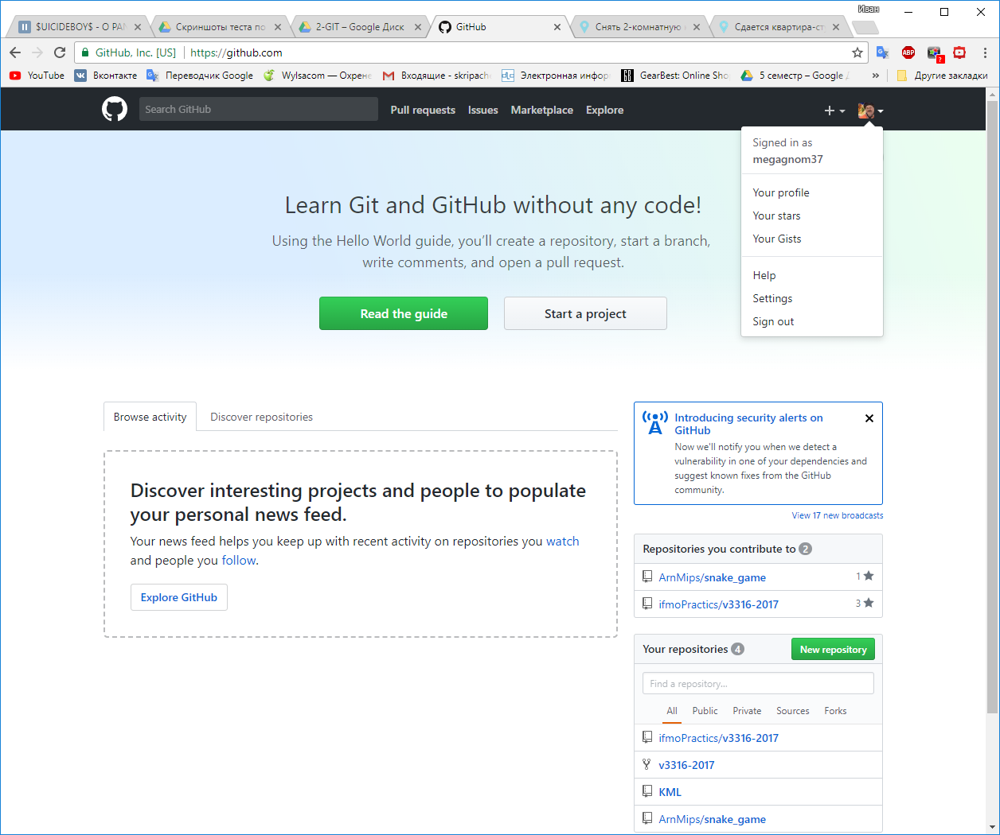 Иван
$UICIDEBOY$ - O PAN
Скриншоты теста по
2-GIT – Google Диск
GitHub
Снять 2-комнатную
Сдается квартира-ст
GitHub, Inc. [US]
https://github.com
ABP
?
YouTube
Вконтакте
Переводчик Google
Wylsacom — Охрене
Входящие - skripach
Электронная инфор
GearBest: Online Sho
5 семестр – Google
»
Другие закладки
Search GitHub
Pull requests
Issues
Marketplace
Explore
Signed in as
megagnom37
Your profile
Your stars
Your Gists
Help
Settings
Sign out
Learn Git and GitHub without any code!
Using the Hello World guide, you’ll create a repository, start a branch,
write comments, and open a pull request.
Read the guide
Start a project
Browse activity
Discover repositories
Discover interesting projects and people to populate
your personal news feed.
Your news feed helps you keep up with recent activity on repositories you watch
and people you follow.
Explore GitHub
Introducing security alerts on
GitHub
Now we'll notify you when we detect a
vulnerability in one of your dependencies and
suggest known fixes from the GitHub
community.
View 17 new broadcasts
Repositories you contribute to 2
ArnMips/snake_game 1
ifmoPractics/v3316-2017 3
Your repositories 4
New repository
Find a repository...
All
Public
Private
Sources
Forks
ifmoPractics/v3316-2017
v3316-2017
KML
ArnMips/snake_game